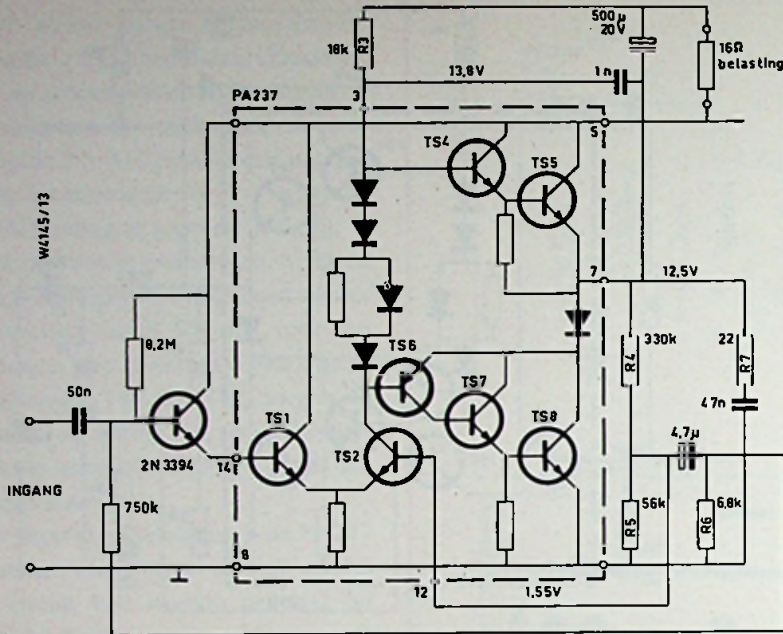 500µ
20V
18k
R3
16Ω
belasting
13,8V
1n
PA237
3
5
TS4
TS5
W4145/13
7
12,5V
8,2M
TS6
330k
R4
22
R7
TS7
47n
50n
TS1
TS2
TS8
4,7µ
2N3394
14
INGANG
750k
56k
R5
6,8k
R6
8
12
1,55V